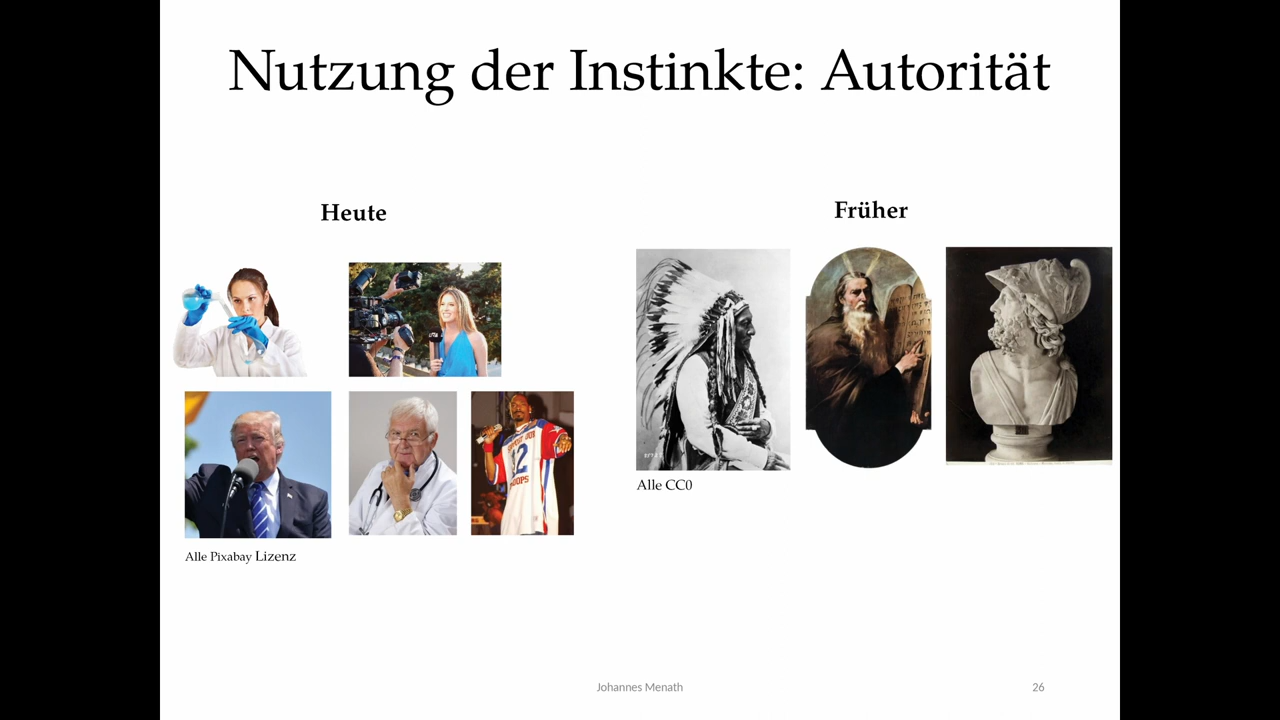 Nutzung der Instinkte: Autorität
Heute
Früher
Alle CC0
Alle Pixabay Lizenz
Johannes Menath
26